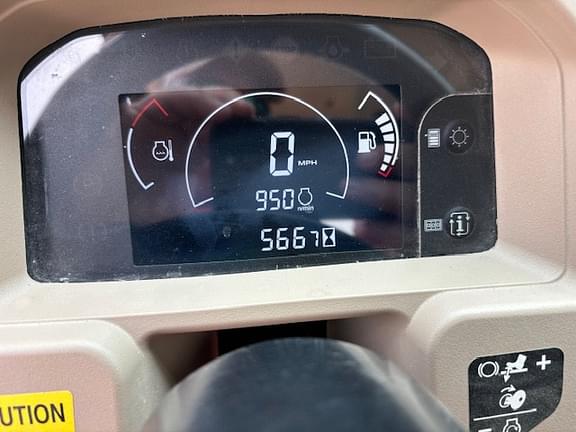 0 MPH
950 n/min
5667
i
+
UTION